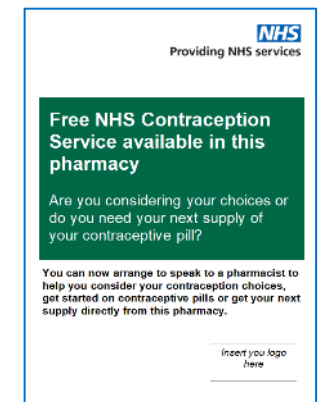 NHS
Providing NHS services
Free NHS Contraception
Service available in this
pharmacy
Are you considering your choices or
do you need your next supply of
your contraceptive pill?
You can now arrange to speak to a pharmacist to
help you consider your contraception choices,
get started on contraceptive pills or get your next
supply directly from this pharmacy.
Insert you logo
here